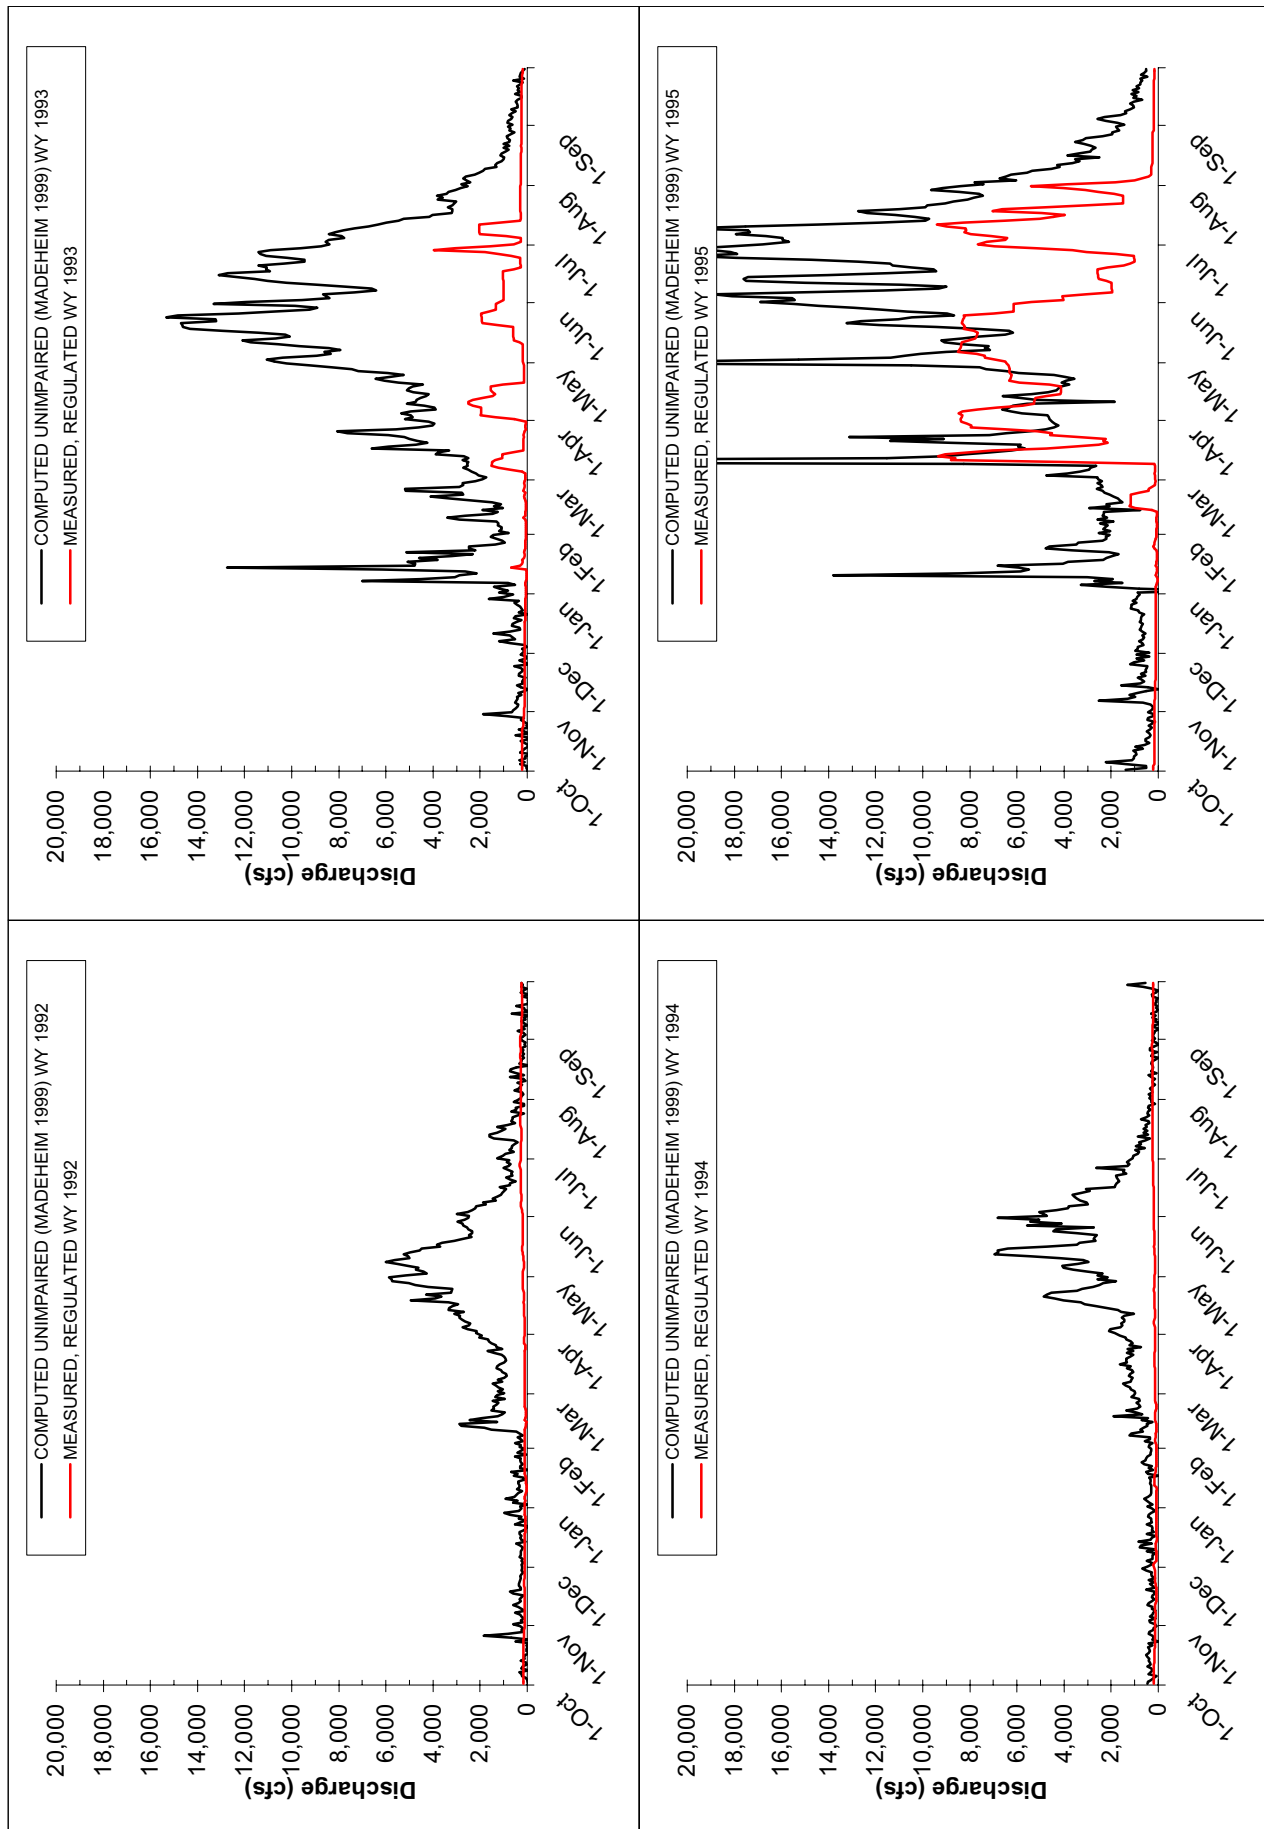 COMPUTED UNIMPAIRED (MADEHEIM 1999) WY 1992
MEASURED, REGULATED WY 1992
20,000
18,000
16,000
14,000
12,000
10,000
8,000
6,000
4,000
2,000
0
Discharge (cfs)
1-Oct
1-Nov
1-Dec
1-Jan
1-Feb
1-Mar
1-Apr
1-May
1-Jun
1-Jul
1-Aug
1-Sep
COMPUTED UNIMPAIRED (MADEHEIM 1999) WY 1993
MEASURED, REGULATED WY 1993
20,000
18,000
16,000
14,000
12,000
10,000
8,000
6,000
4,000
2,000
0
Discharge (cfs)
1-Oct
1-Nov
1-Dec
1-Jan
1-Feb
1-Mar
1-Apr
1-May
1-Jun
1-Jul
1-Aug
1-Sep
COMPUTED UNIMPAIRED (MADEHEIM 1999) WY 1994
MEASURED, REGULATED WY 1994
20,000
18,000
16,000
14,000
12,000
10,000
8,000
6,000
4,000
2,000
0
Discharge (cfs)
1-Oct
1-Nov
1-Dec
1-Jan
1-Feb
1-Mar
1-Apr
1-May
1-Jun
1-Jul
1-Aug
1-Sep
COMPUTED UNIMPAIRED (MADEHEIM 1999) WY 1995
MEASURED, REGULATED WY 1995
20,000
18,000
16,000
14,000
12,000
10,000
8,000
6,000
4,000
2,000
0
Discharge (cfs)
1-Oct
1-Nov
1-Dec
1-Jan
1-Feb
1-Mar
1-Apr
1-May
1-Jun
1-Jul
1-Aug
1-Sep